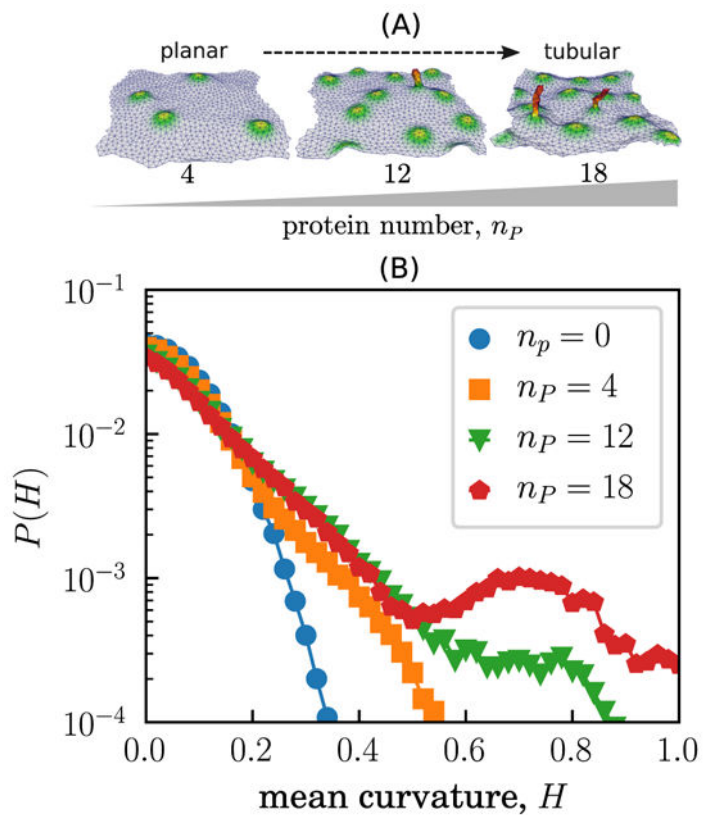 (A)
planar
tubular
4
12
18
protein number, n_P
(B)
10^{-1}
10^{-2}
10^{-3}
10^{-4}
P(H)
n_p = 0
n_P = 4
n_P = 12
n_P = 18
0.0
0.2
0.4
0.6
0.8
1.0
mean curvature, H